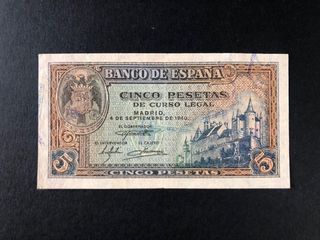 BANCO DE ESPAÑA
CINCO PESETAS
DE CURSO LEGAL
MADRID,
4 DE SEPTIEMBRE DE 1940
EL GOBERNADOR
EL INTERVENTOR EL CAJERO
5 5
CINCO PESETAS